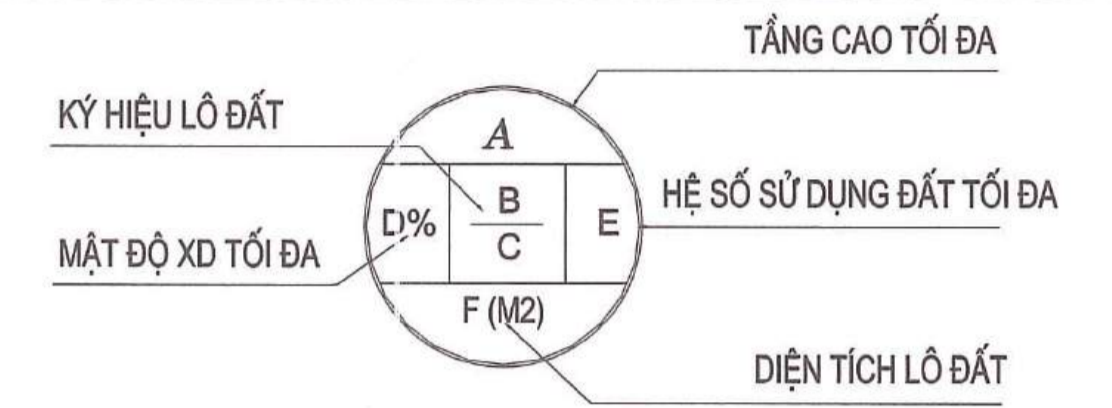 TẦNG CAO TỐI ĐA
KÝ HIỆU LÔ ĐẤT
A
HỆ SỐ SỬ DỤNG ĐẤT TỐI ĐA
D%
B
C
E
MẬT ĐỘ XD TỐI ĐA
F (M2)
DIỆN TÍCH LÔ ĐẤT